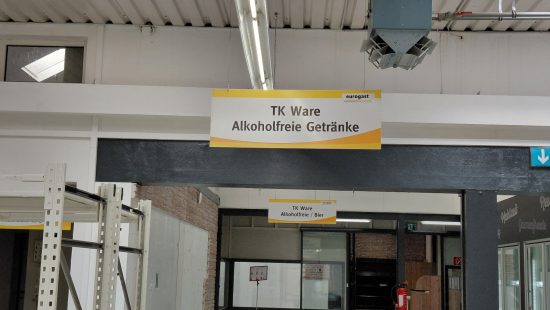 eurogast
TK Ware
Alkoholfreie Getränke
TK Ware
Alkoholfreie / Bier